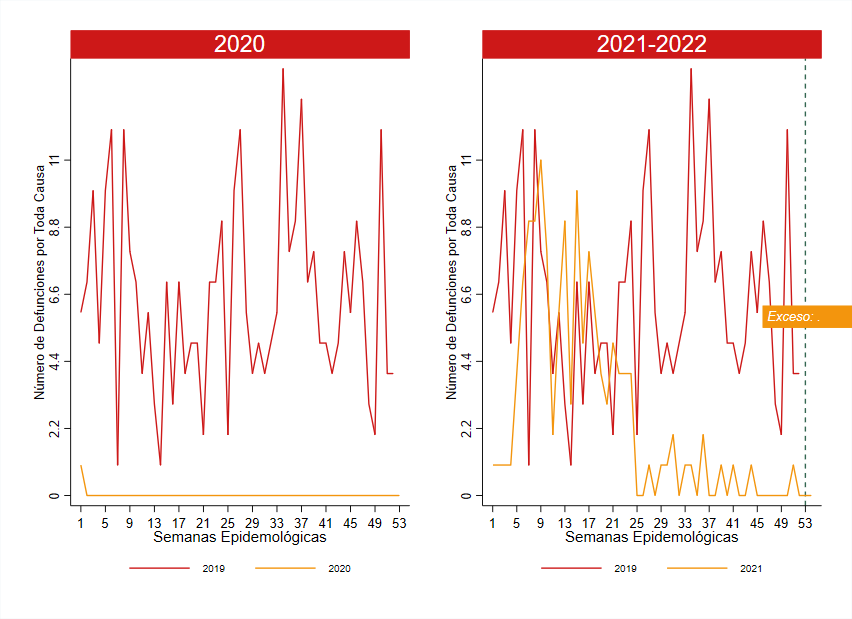 2020
Número de Defunciones por Toda Causa
11
8.8
6.6
4.4
2.2
0
1 5 9 13 17 21 25 29 33 37 41 45 49 53
Semanas Epidemológicas
2019 2020
2021-2022
Número de Defunciones por Toda Causa
11
8.8
6.6
4.4
2.2
0
Exceso: .
1 5 9 13 17 21 25 29 33 37 41 45 49 53
Semanas Epidemológicas
2019 2021